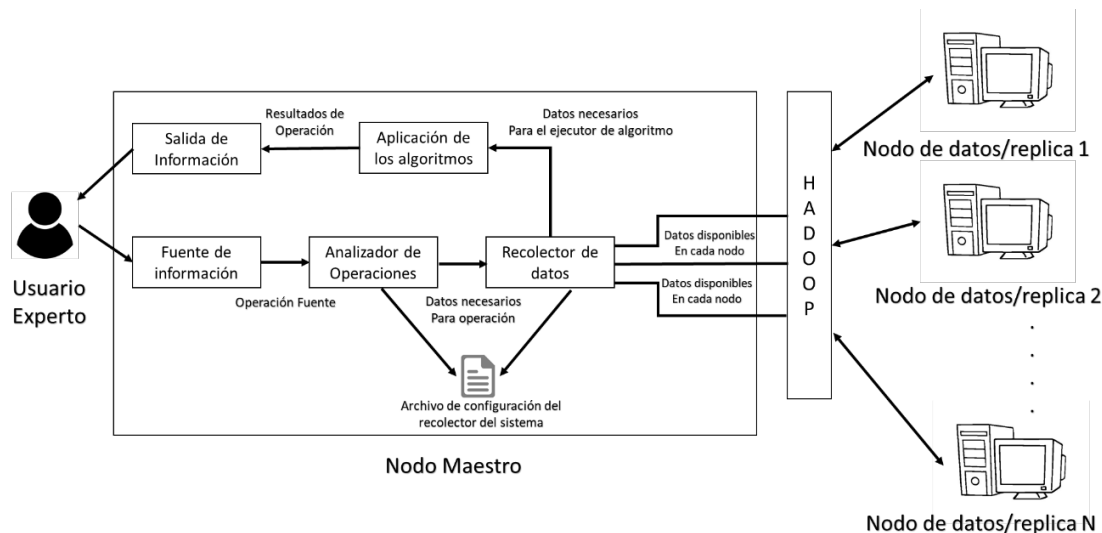 Nodo de datos/replica 1
Resultados de
Operación
Datos necesarios
Para el ejecutor de algoritmo
Salida de
Información
Aplicación de
los algoritmos
H
A
D
O
O
P
Usuario
Experto
Fuente de
información
Operación Fuente
Analizador de
Operaciones
Datos necesarios
Para operación
Recolector de
datos
Datos disponibles
En cada nodo
Datos disponibles
En cada nodo
Nodo de datos/replica 2
Archivo de configuración del
recolector del sistema
Nodo Maestro
Nodo de datos/replica N